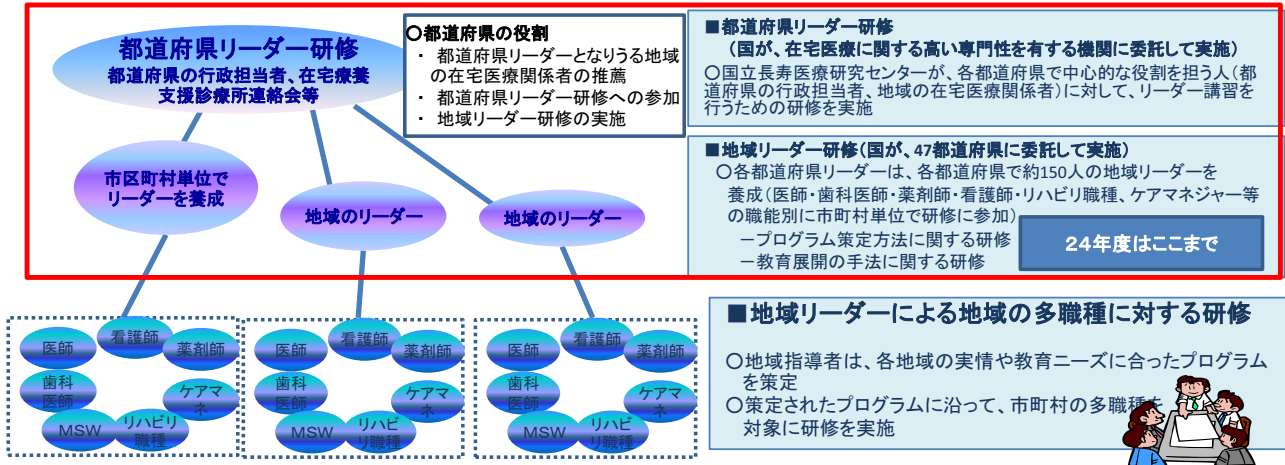 都道府県リーダー研修
都道府県の行政担当者、在宅療養
支援診療所連絡会等
○都道府県の役割
・ 都道府県リーダーとなりうる地域
の在宅医療関係者の推薦
・ 都道府県リーダー研修への参加
・ 地域リーダー研修の実施
■都道府県リーダー研修
(国が、在宅医療に関する高い専門性を有する機関に委託して実施)
○国立長寿医療研究センターが、各都道府県で中心的な役割を担う人(都
道府県の行政担当者、地域の在宅医療関係者)に対して、リーダー講習を
行うための研修を実施
■地域リーダー研修(国が、47都道府県に委託して実施)
○各都道府県リーダーは、各都道府県で約150人の地域リーダーを
養成(医師・歯科医師・薬剤師・看護師・リハビリ職種、ケアマネジャー等
の職能別に市町村単位で研修に参加)
－プログラム策定方法に関する研修
－教育展開の手法に関する研修
24年度はここまで
市区町村単位で
リーダーを養成
地域のリーダー
地域のリーダー
医師
看護師
薬剤師
歯科
医師
ケアマ
ネ
MSW
リハビリ
職種
医師
看護師
薬剤師
歯科
医師
ケアマ
ネ
MSW
リハビ
リ職種
医師
看護師
薬剤師
歯科
医師
ケアマ
ネ
MSW
リハビ
リ職種
■地域リーダーによる地域の多職種に対する研修
○地域指導者は、各地域の実情や教育ニーズに合ったプログラム
を策定
○策定されたプログラムに沿って、市町村の多職種を
対象に研修を実施